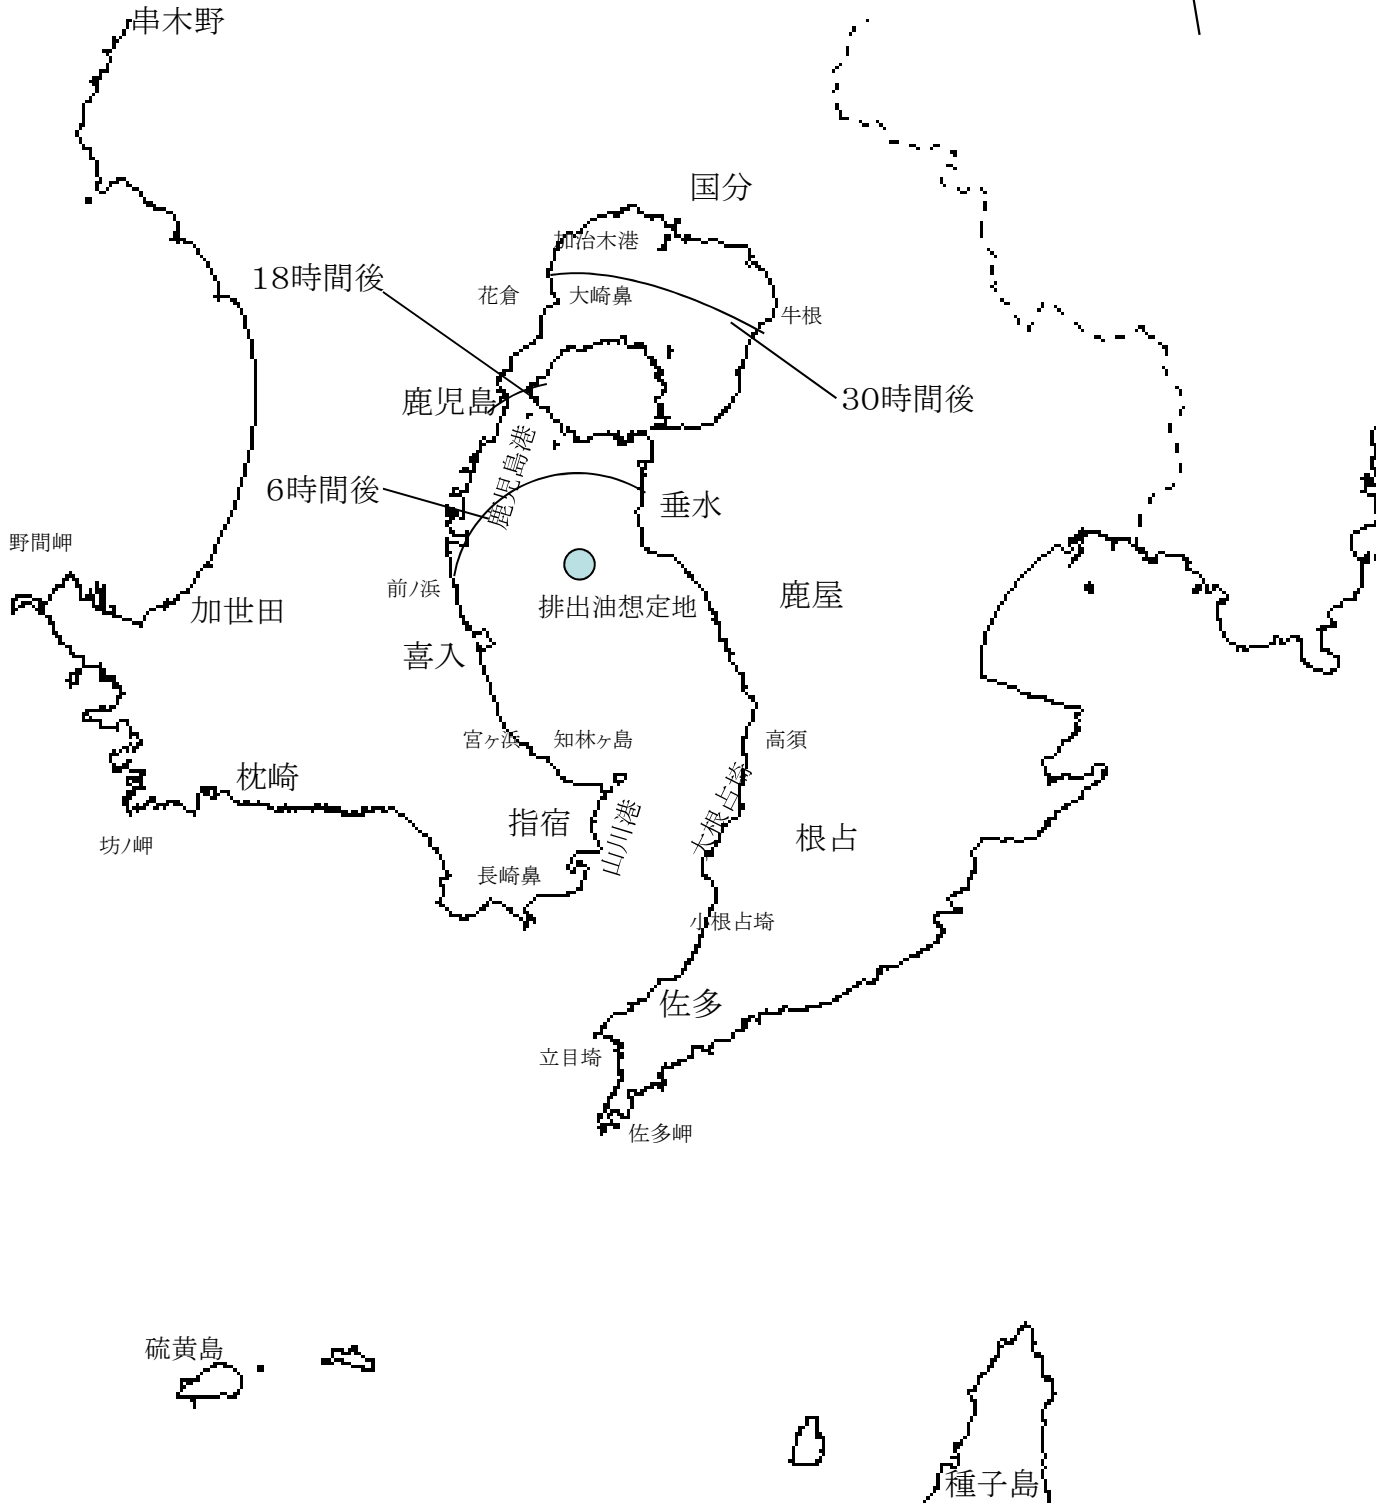 串木野
国分
加治木港
18時間後
花倉
大崎鼻
牛根
鹿児島
30時間後
鹿児島港
6時間後
垂水
野間岬
前ノ浜
鹿屋
加世田
排出油想定地
喜入
宮ヶ浜
知林ヶ島
高須
枕崎
大根占埼
指宿
山川港
根占
坊ノ岬
長崎鼻
小根占埼
佐多
立目埼
佐多岬
硫黄島
種子島